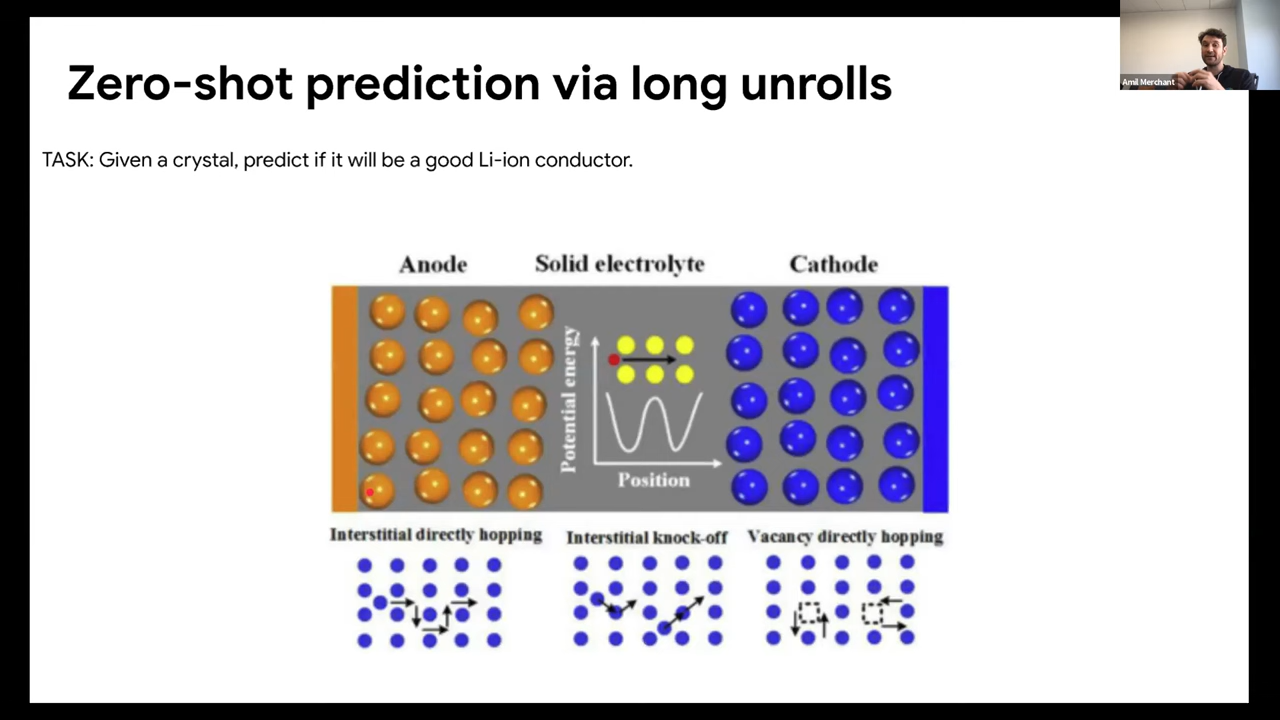 Zero-shot prediction via long unrolls
Amil Merchant
TASK: Given a crystal, predict if it will be a good Li-ion conductor.
Anode
Solid electrolyte
Cathode
Potential energy
Position
Interstitial directly hopping
Interstitial knock-off
Vacancy directly hopping